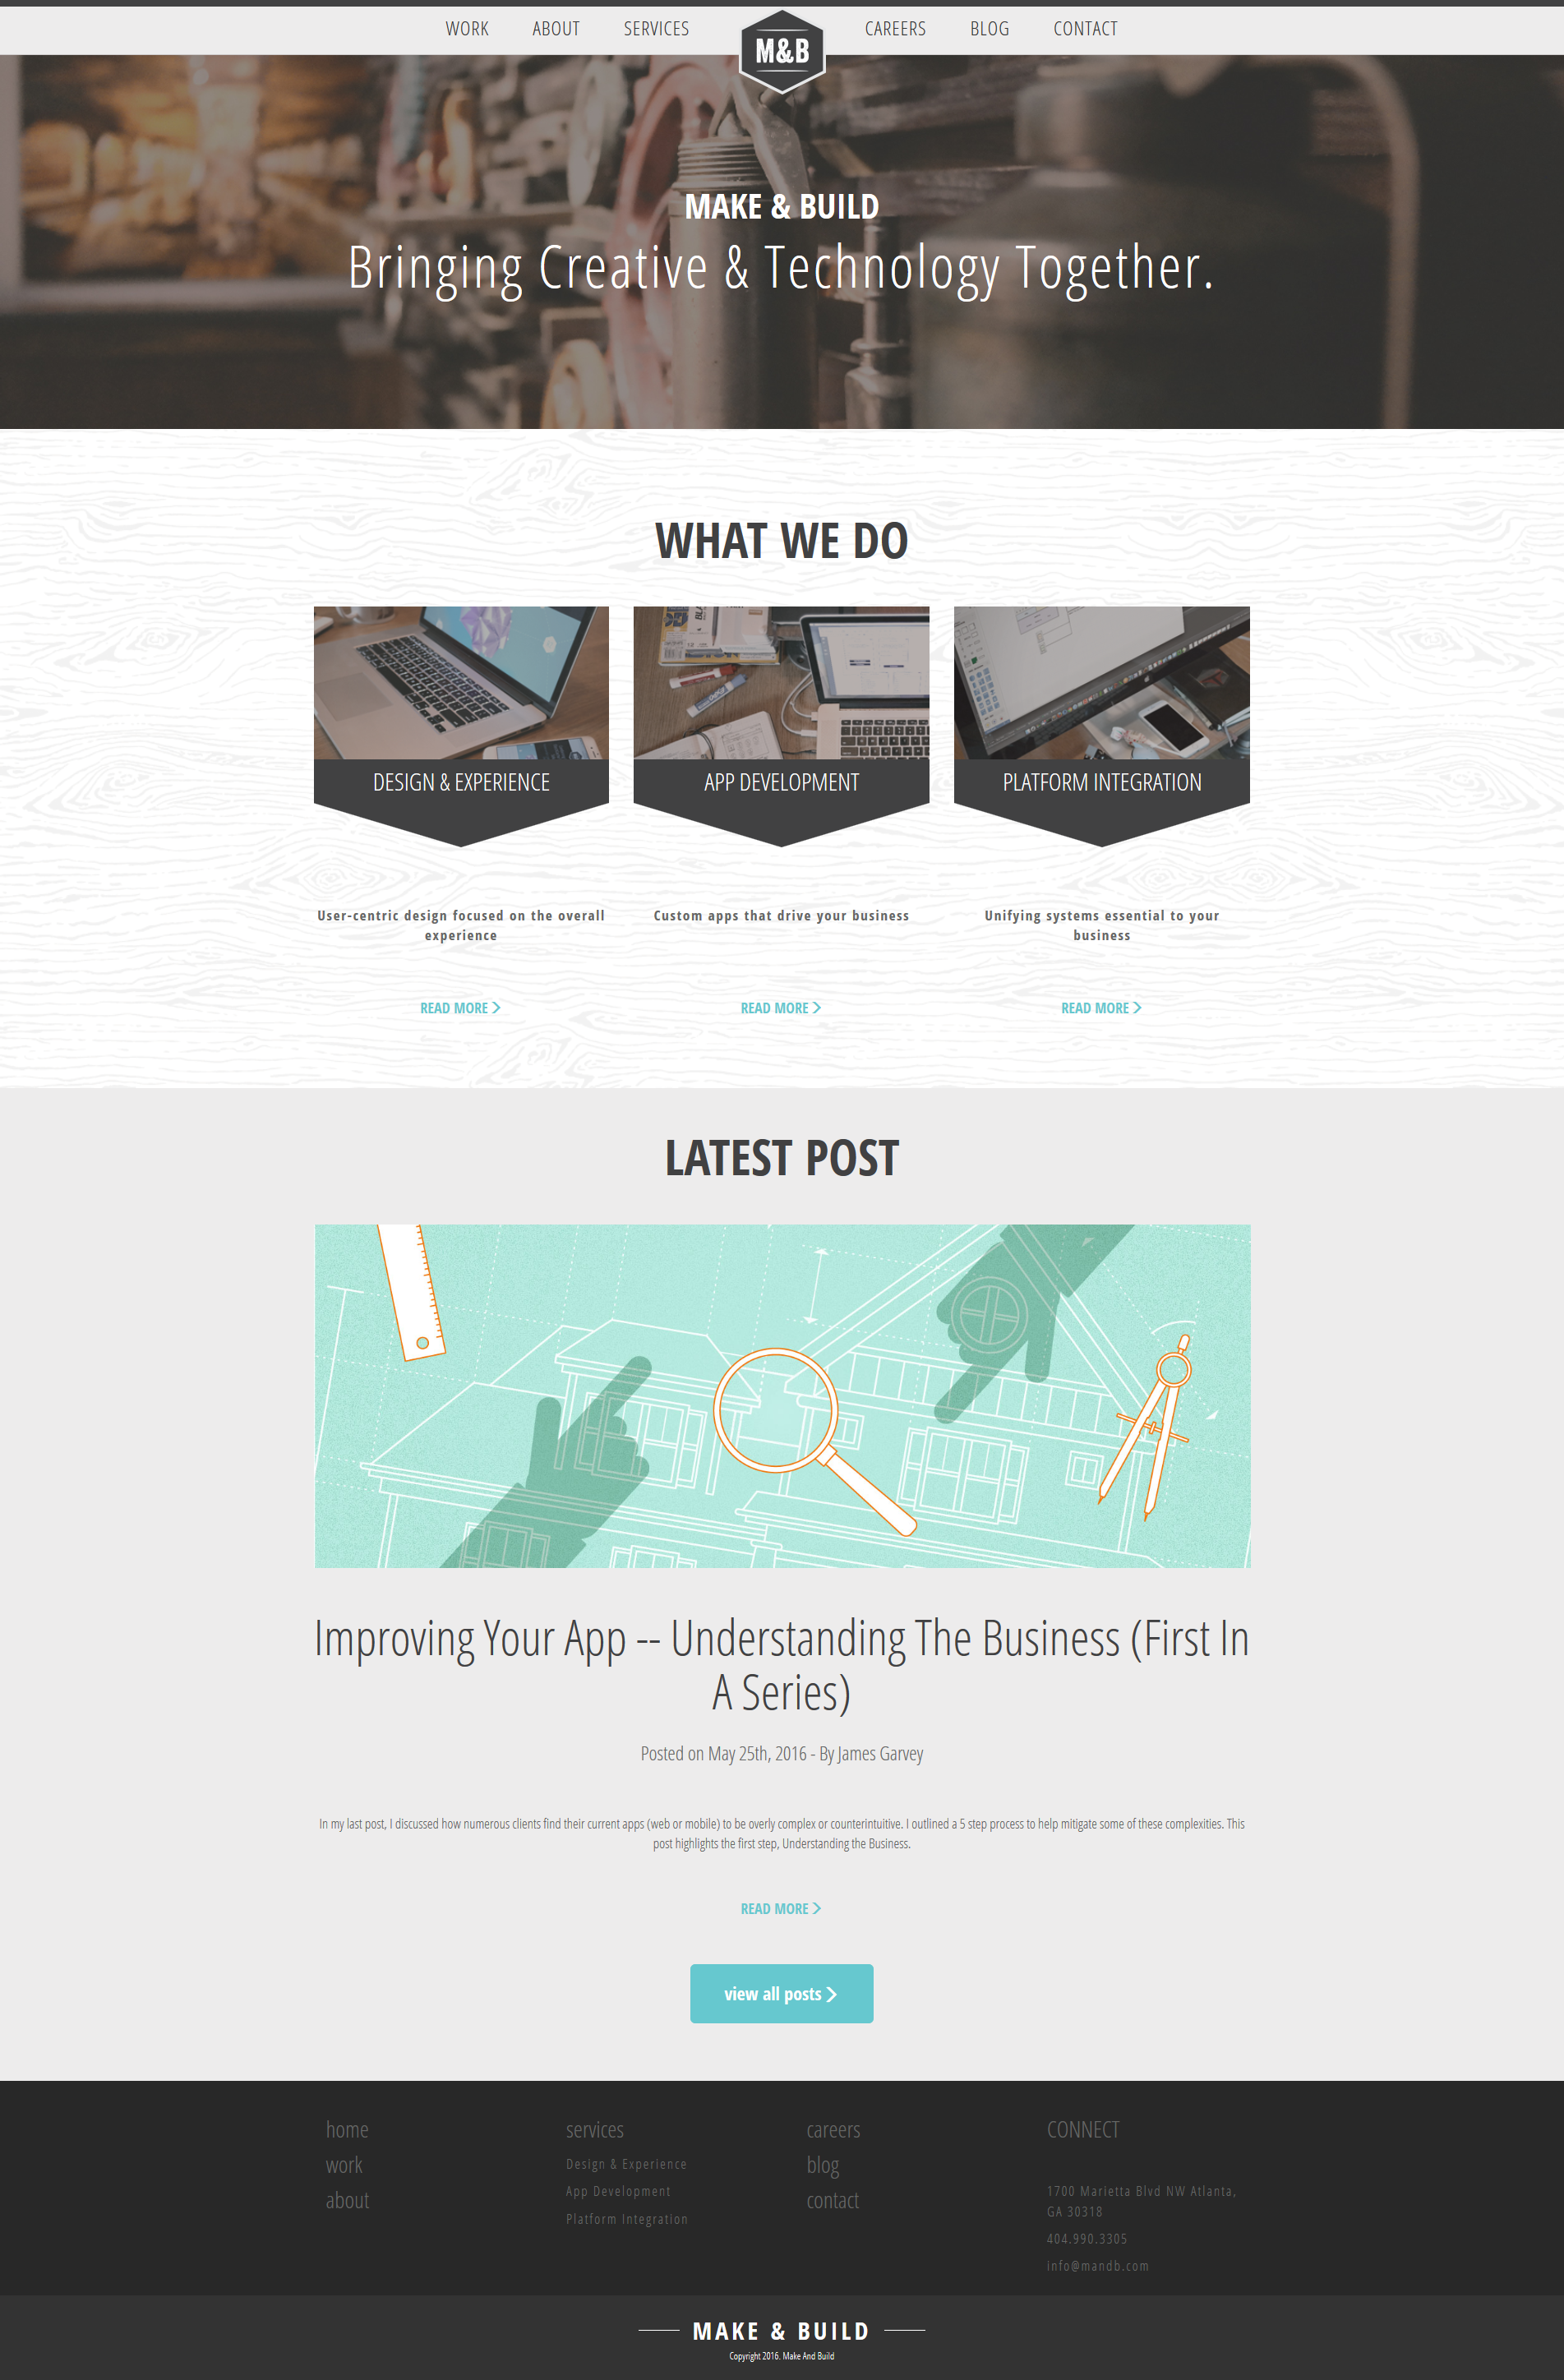 WORK ABOUT SERVICES M&B CAREERS BLOG CONTACT
MAKE & BUILD
Bringing Creative & Technology Together.
WHAT WE DO
DESIGN & EXPERIENCE
User-centric design focused on the overall
experience
READ MORE
APP DEVELOPMENT
Custom apps that drive your business
READ MORE
PLATFORM INTEGRATION
Unifying systems essential to your
business
READ MORE
LATEST POST
Improving Your App -- Understanding The Business (First In
A Series)
Posted on May 25th, 2016 - By James Garvey
In my last post, I discussed how numerous clients find their current apps (web or mobile) to be overly complex or counterintuitive. I outlined a 5 step process to help mitigate some of these complexities. This
post highlights the first step, Understanding the Business.
READ MORE
view all posts
home
work
about
services
Design & Experience
App Development
Platform Integration
careers
blog
contact
CONNECT
1700 Marietta Blvd NW Atlanta,
GA 30318
404.990.3305
info@mandb.com
MAKE & BUILD
Copyright 2016. Make And Build